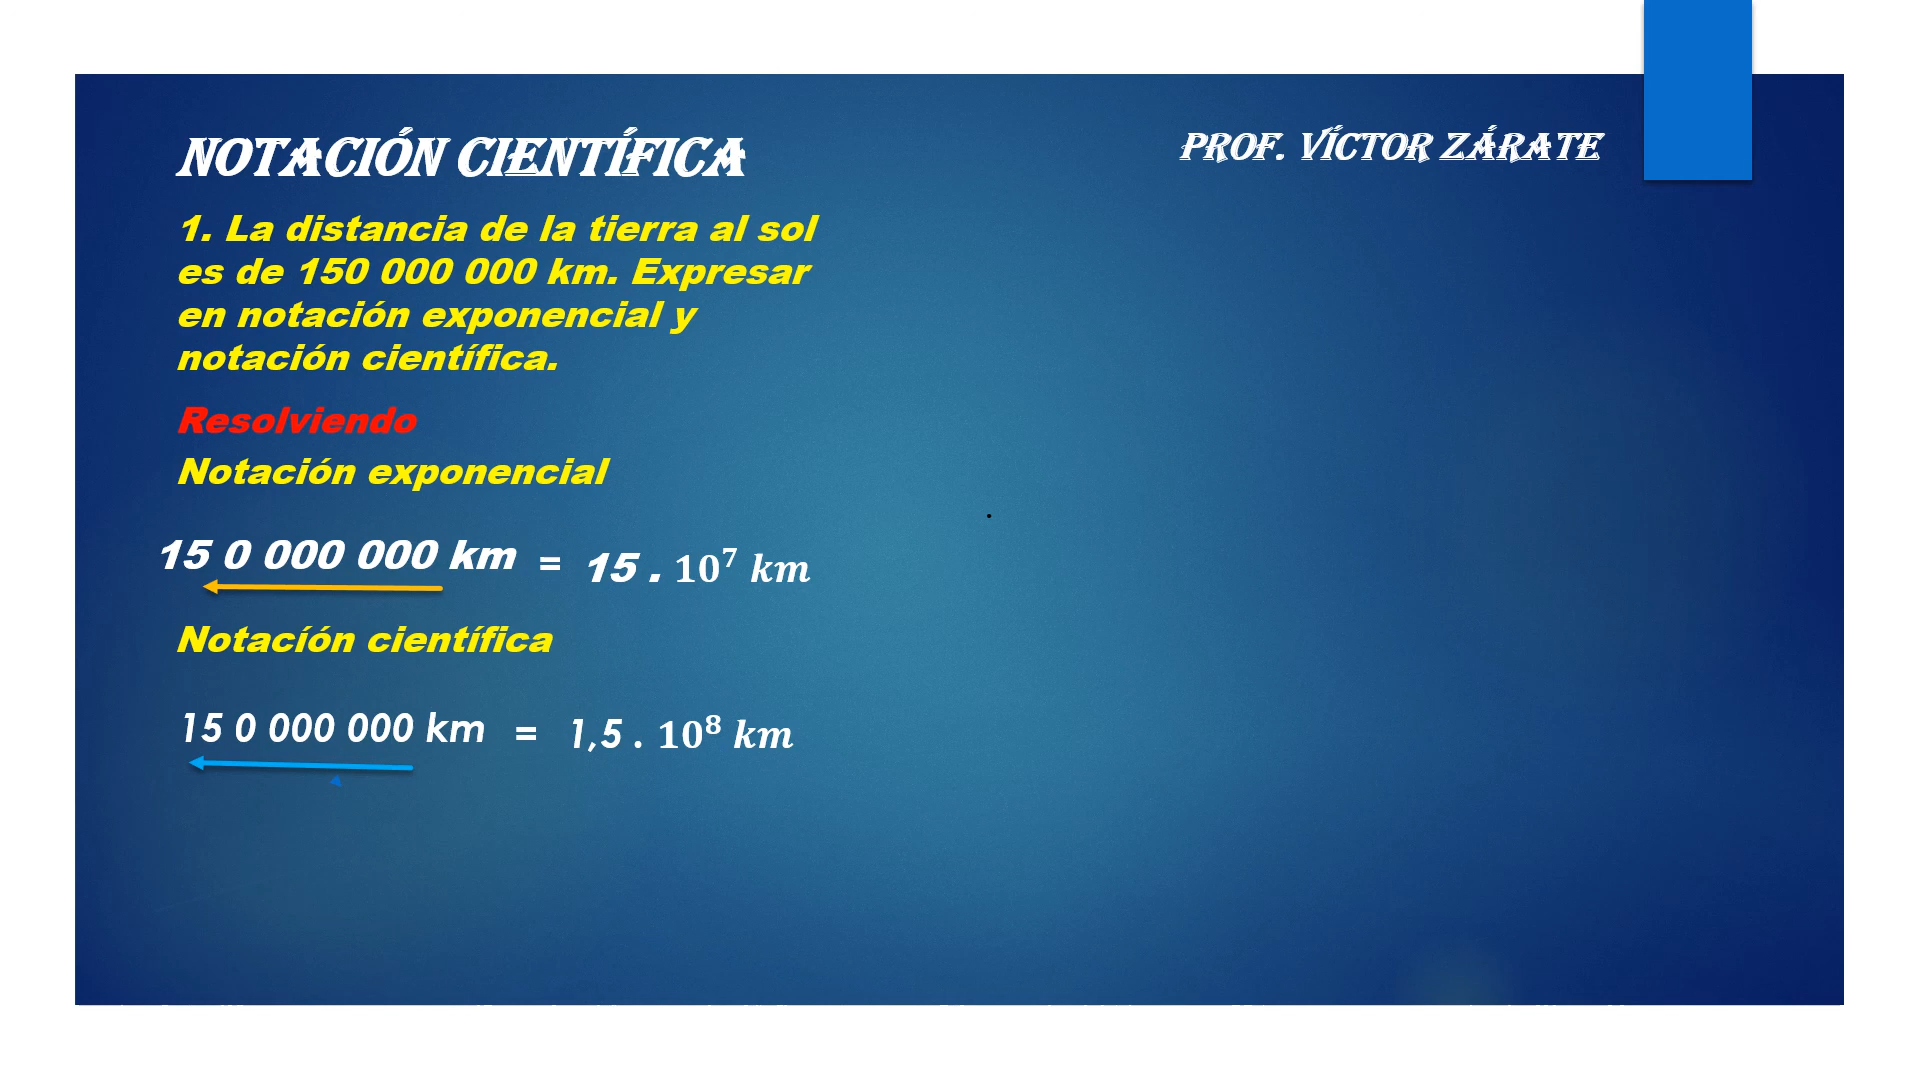 NOTACIÓN CIENTÍFICA
PROF. VÍCTOR ZÁRATE
1. La distancia de la tierra al sol
es de 150 000 000 km. Expresar
en notación exponencial y
notación científica.
Resolviendo
Notación exponencial
15 0 000 000 km = 15 . 10⁷ km
Notacíón científica
15 0 000 000 km = 1,5 . 10⁸ km